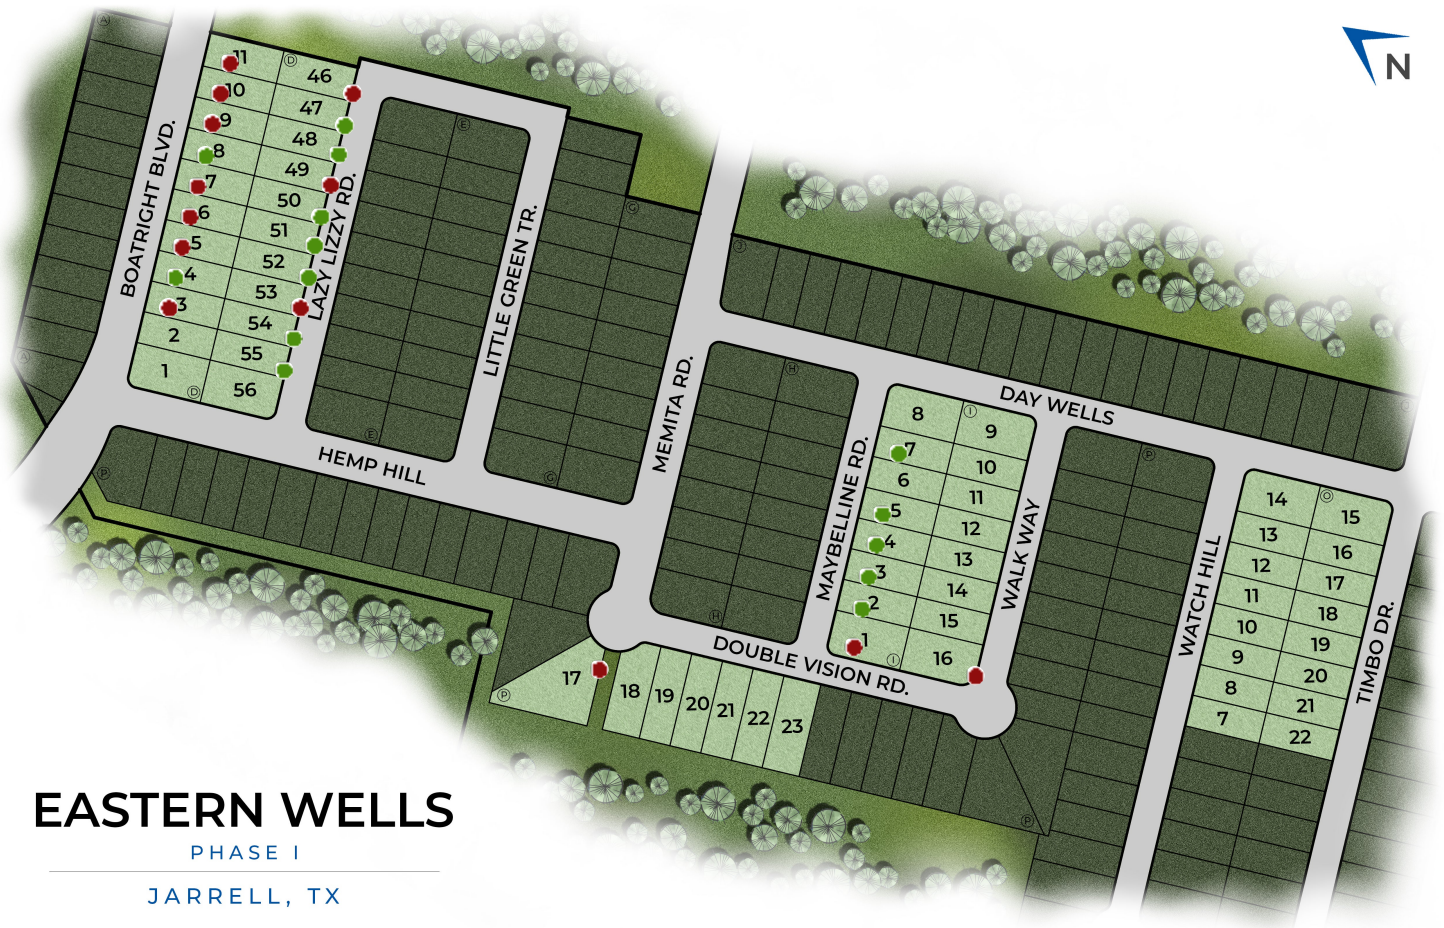 N
A
D
11
46
10
47
9
48
8
49
7
50
6
51
5
52
4
53
3
54
2
55
1
56
D
BOATRIGHT BLVD.
LAZY LIZZY RD.
E
E
LITTLE GREEN TR.
G
G
HEMP HILL
P
MEMITA RD.
J
DAY WELLS
H
H
MAYBELLINE RD.
I
8
9
7
10
6
11
5
12
4
13
3
14
2
15
1
16
I
WALK WAY
P
WATCH HILL
O
14
15
13
16
12
17
11
18
10
19
9
20
8
21
7
22
TIMBO DR.
DOUBLE VISION RD.
P
17
18
19
20
21
22
23
P
EASTERN WELLS
PHASE I
JARRELL, TX